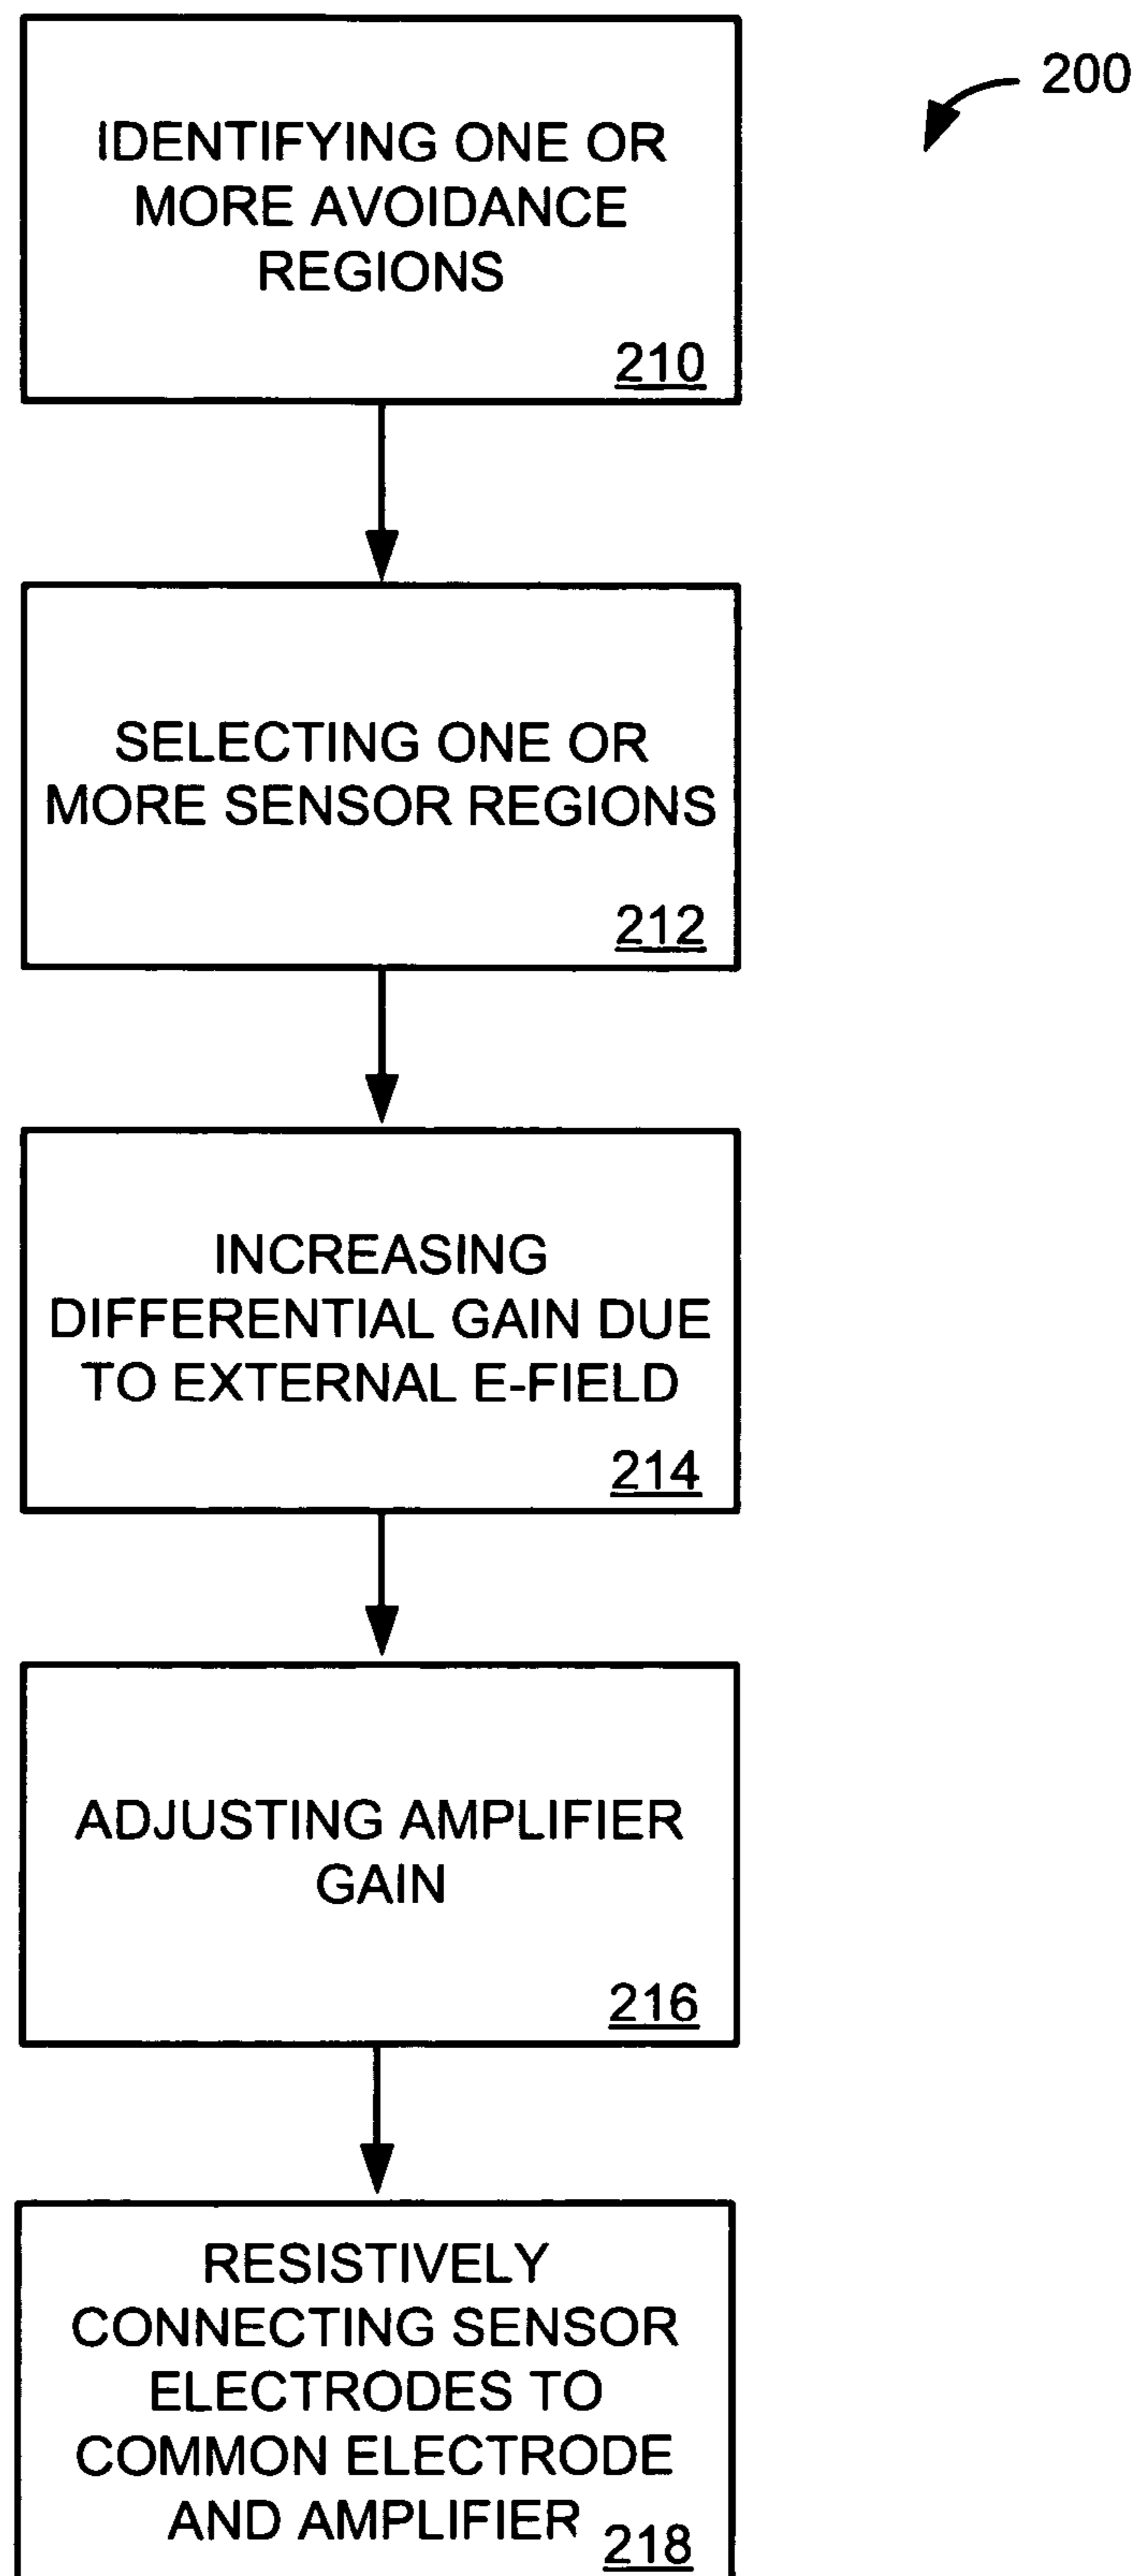 200
IDENTIFYING ONE OR
MORE AVOIDANCE
REGIONS
210
SELECTING ONE OR
MORE SENSOR REGIONS
212
INCREASING
DIFFERENTIAL GAIN DUE
TO EXTERNAL E-FIELD
214
ADJUSTING AMPLIFIER
GAIN
216
RESISTIVELY
CONNECTING SENSOR
ELECTRODES TO
COMMON ELECTRODE
AND AMPLIFIER
218